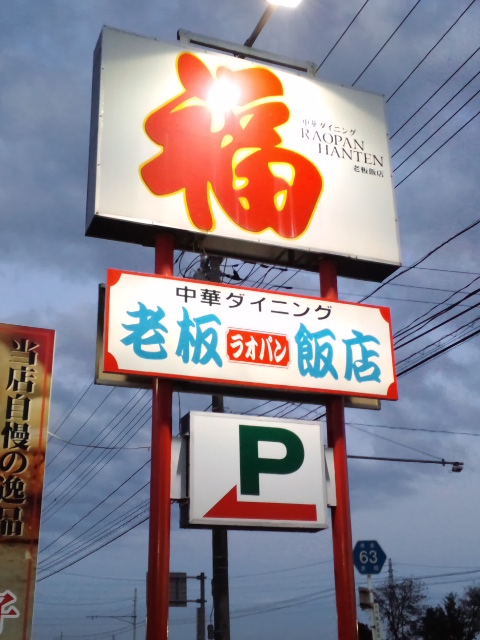 福
中華ダイニング
RAOPAN
HANTEN
老板飯店
中華ダイニング
老板
ラオパン
飯店
P
63
当店自慢の逸品